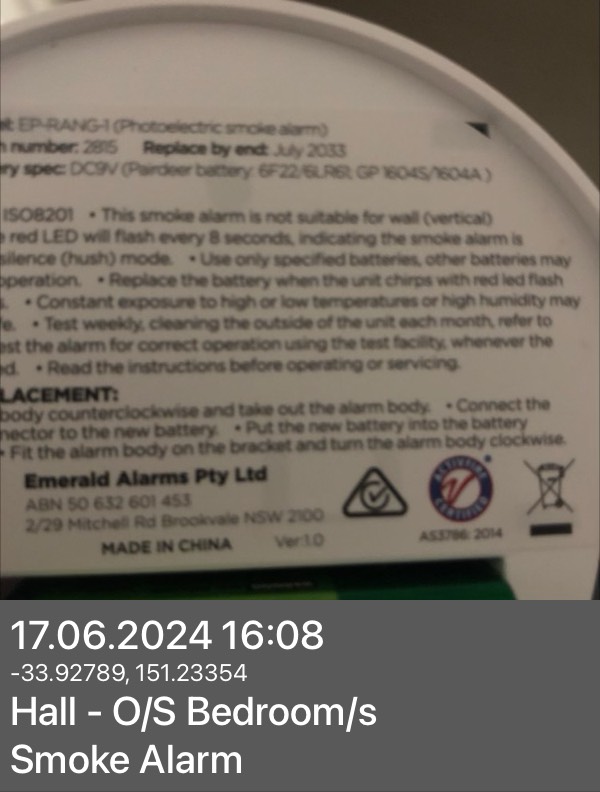 EP-RANG-1 (Photoelectric smoke alarm)
number: 2815 Replace by end: July 2033
spec: DC9V (Pairdeer battery: 6F22/6LR61; GP 1604S/1604A )
ISO8201 • This smoke alarm is not suitable for wall (vertical)
red LED will flash every 8 seconds, indicating the smoke alarm is
silence (hush) mode. • Use only specified batteries, other batteries may
operation. • Replace the battery when the unit chirps with red led flash
• Constant exposure to high or low temperatures or high humidity may
• Test weekly, cleaning the outside of the unit each month, refer to
the alarm for correct operation using the test facility, whenever the
• Read the instructions before operating or servicing.
LACEMENT:
body counterclockwise and take out the alarm body. • Connect the
nector to the new battery. • Put the new battery into the battery
• Fit the alarm body on the bracket and turn the alarm body clockwise.
Emerald Alarms Pty Ltd
ABN 50 632 601 453
2/29 Mitchell Rd Brookvale NSW 2100
MADE IN CHINA Ver:1.0
ACTIVFIRE
CERTIFIED
AS3786: 2014
17.06.2024 16:08
-33.92789, 151.23354
Hall - O/S Bedroom/s
Smoke Alarm